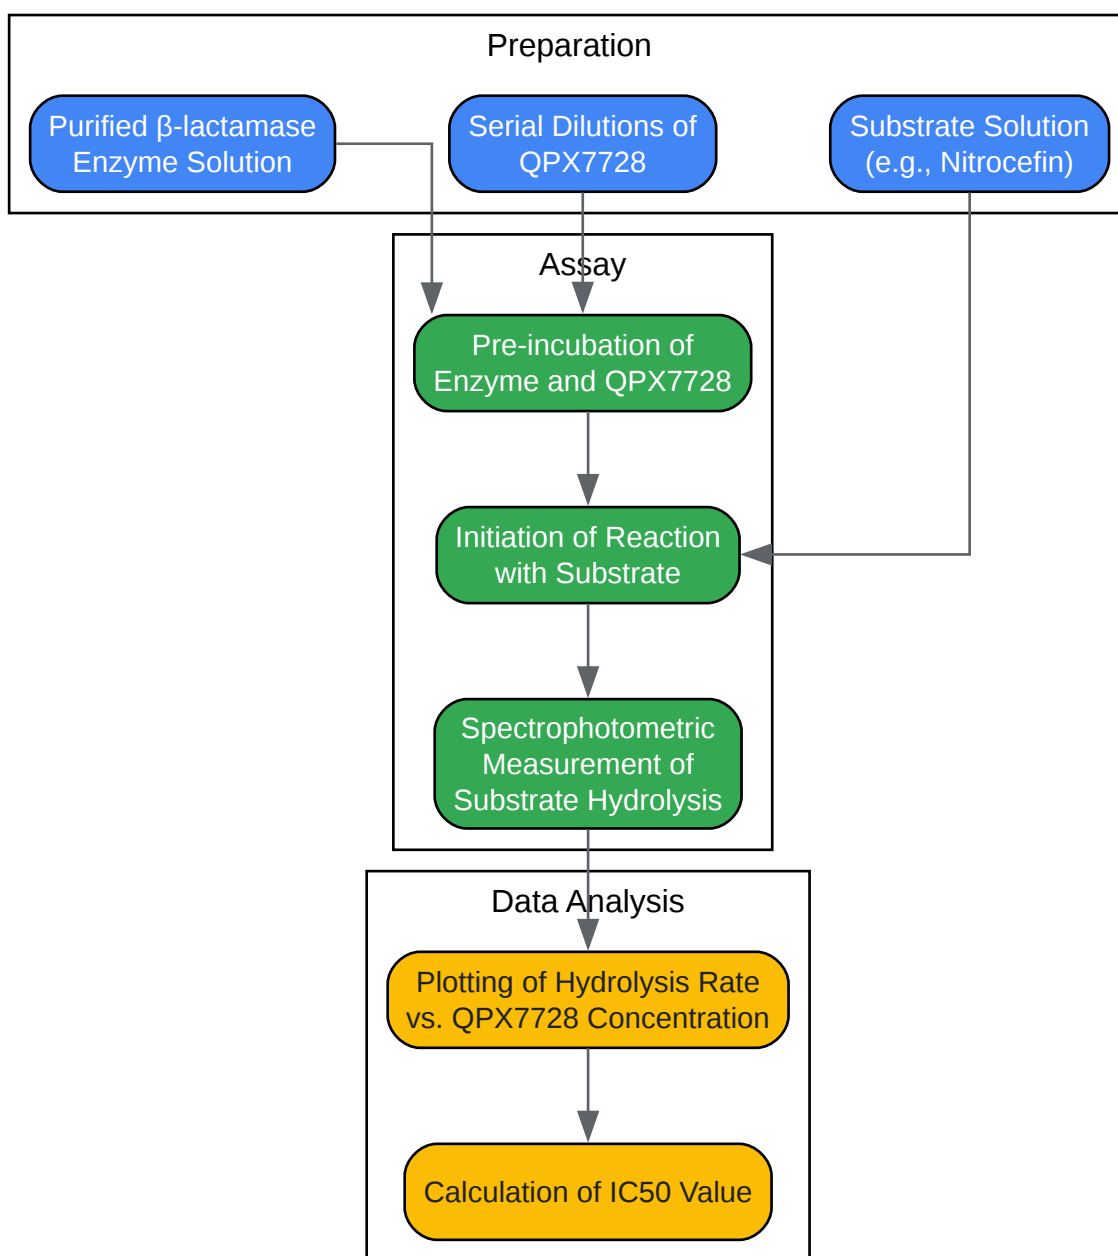 Preparation
Purified β-lactamase
Enzyme Solution
Serial Dilutions of
QPX7728
Substrate Solution
(e.g., Nitrocefin)
Assay
Pre-incubation of
Enzyme and QPX7728
Initiation of Reaction
with Substrate
Spectrophotometric
Measurement of
Substrate Hydrolysis
Data Analysis
Plotting of Hydrolysis Rate
vs. QPX7728 Concentration
Calculation of IC50 Value